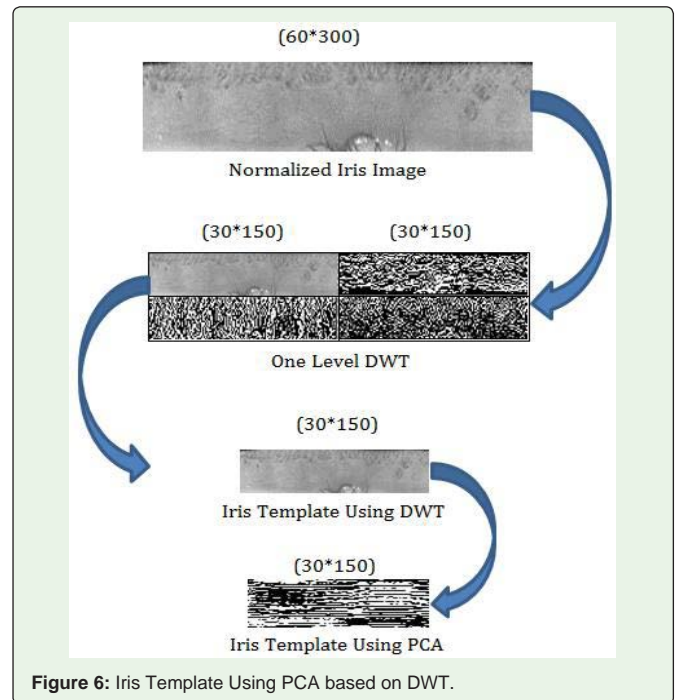 (60*300)
Normalized Iris Image
(30*150) (30*150)
One Level DWT
(30*150)
Iris Template Using DWT
(30*150)
Iris Template Using PCA
Figure 6: Iris Template Using PCA based on DWT.